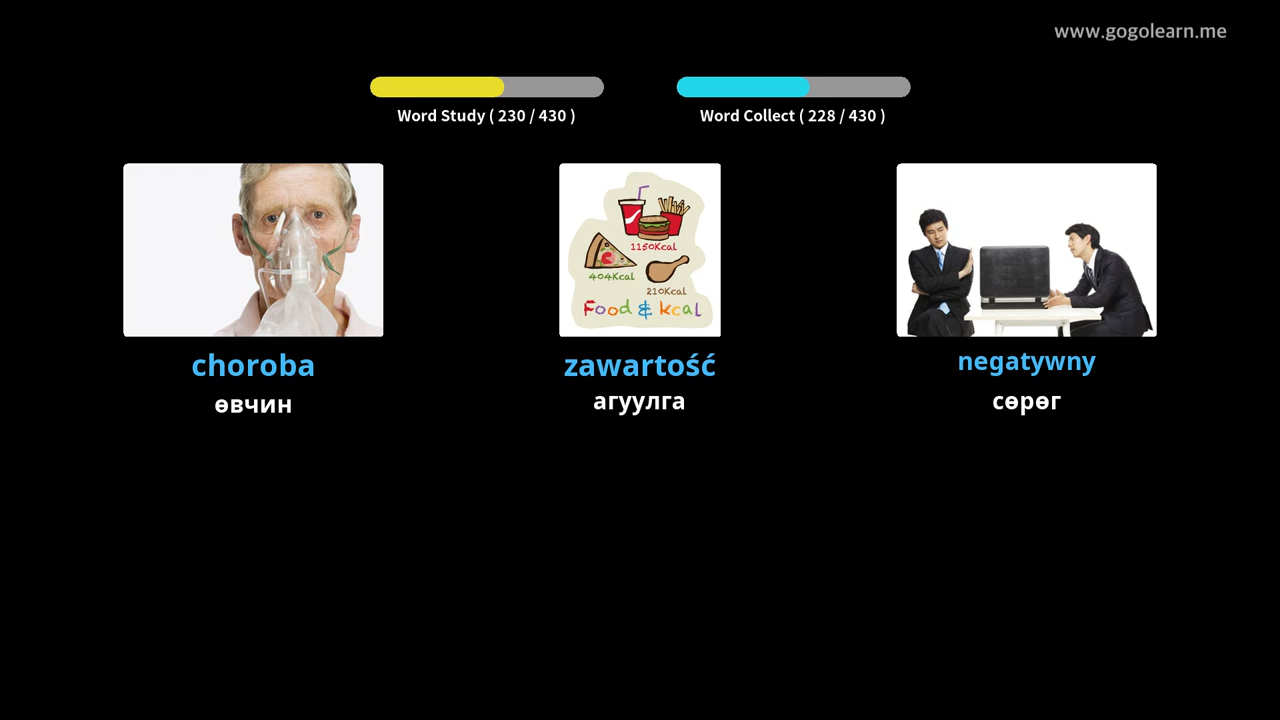 www.gogolearn.me
Word Study ( 230 / 430 )
Word Collect ( 228 / 430 )
1150Kcal
404Kcal
210Kcal
Food & kcal
choroba
zawartość
negatywny
өвчин
агуулга
сөрөг